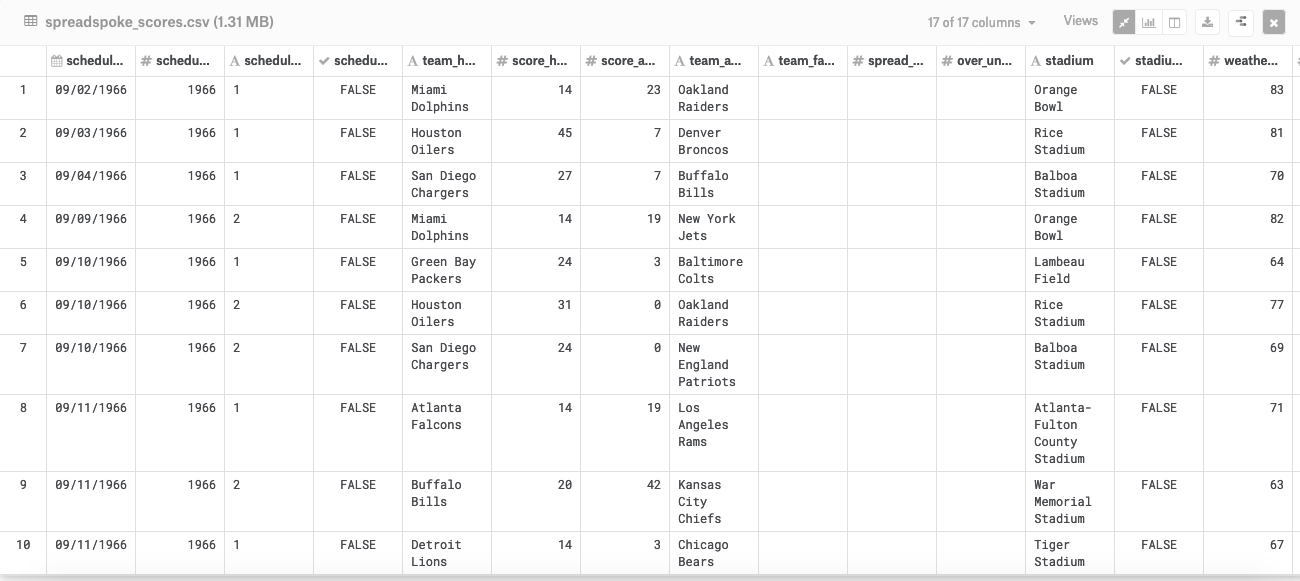 spreadspoke_scores.csv (1.31 MB)
17 of 17 columns
Views
schedul...
schedu...
schedul...
schedu...
team_h...
score_h...
score_a...
team_a...
team_fa...
spread_...
over_un...
stadium
stadiu...
weathe...
1 09/02/1966 1966 1 FALSE Miami Dolphins 14 23 Oakland Raiders Orange Bowl FALSE 83
2 09/03/1966 1966 1 FALSE Houston Oilers 45 7 Denver Broncos Rice Stadium FALSE 81
3 09/04/1966 1966 1 FALSE San Diego Chargers 27 7 Buffalo Bills Balboa Stadium FALSE 70
4 09/09/1966 1966 2 FALSE Miami Dolphins 14 19 New York Jets Orange Bowl FALSE 82
5 09/10/1966 1966 1 FALSE Green Bay Packers 24 3 Baltimore Colts Lambeau Field FALSE 64
6 09/10/1966 1966 2 FALSE Houston Oilers 31 0 Oakland Raiders Rice Stadium FALSE 77
7 09/10/1966 1966 2 FALSE San Diego Chargers 24 0 New England Patriots Balboa Stadium FALSE 69
8 09/11/1966 1966 1 FALSE Atlanta Falcons 14 19 Los Angeles Rams Atlanta-Fulton County Stadium FALSE 71
9 09/11/1966 1966 2 FALSE Buffalo Bills 20 42 Kansas City Chiefs War Memorial Stadium FALSE 63
10 09/11/1966 1966 1 FALSE Detroit Lions 14 3 Chicago Bears Tiger Stadium FALSE 67